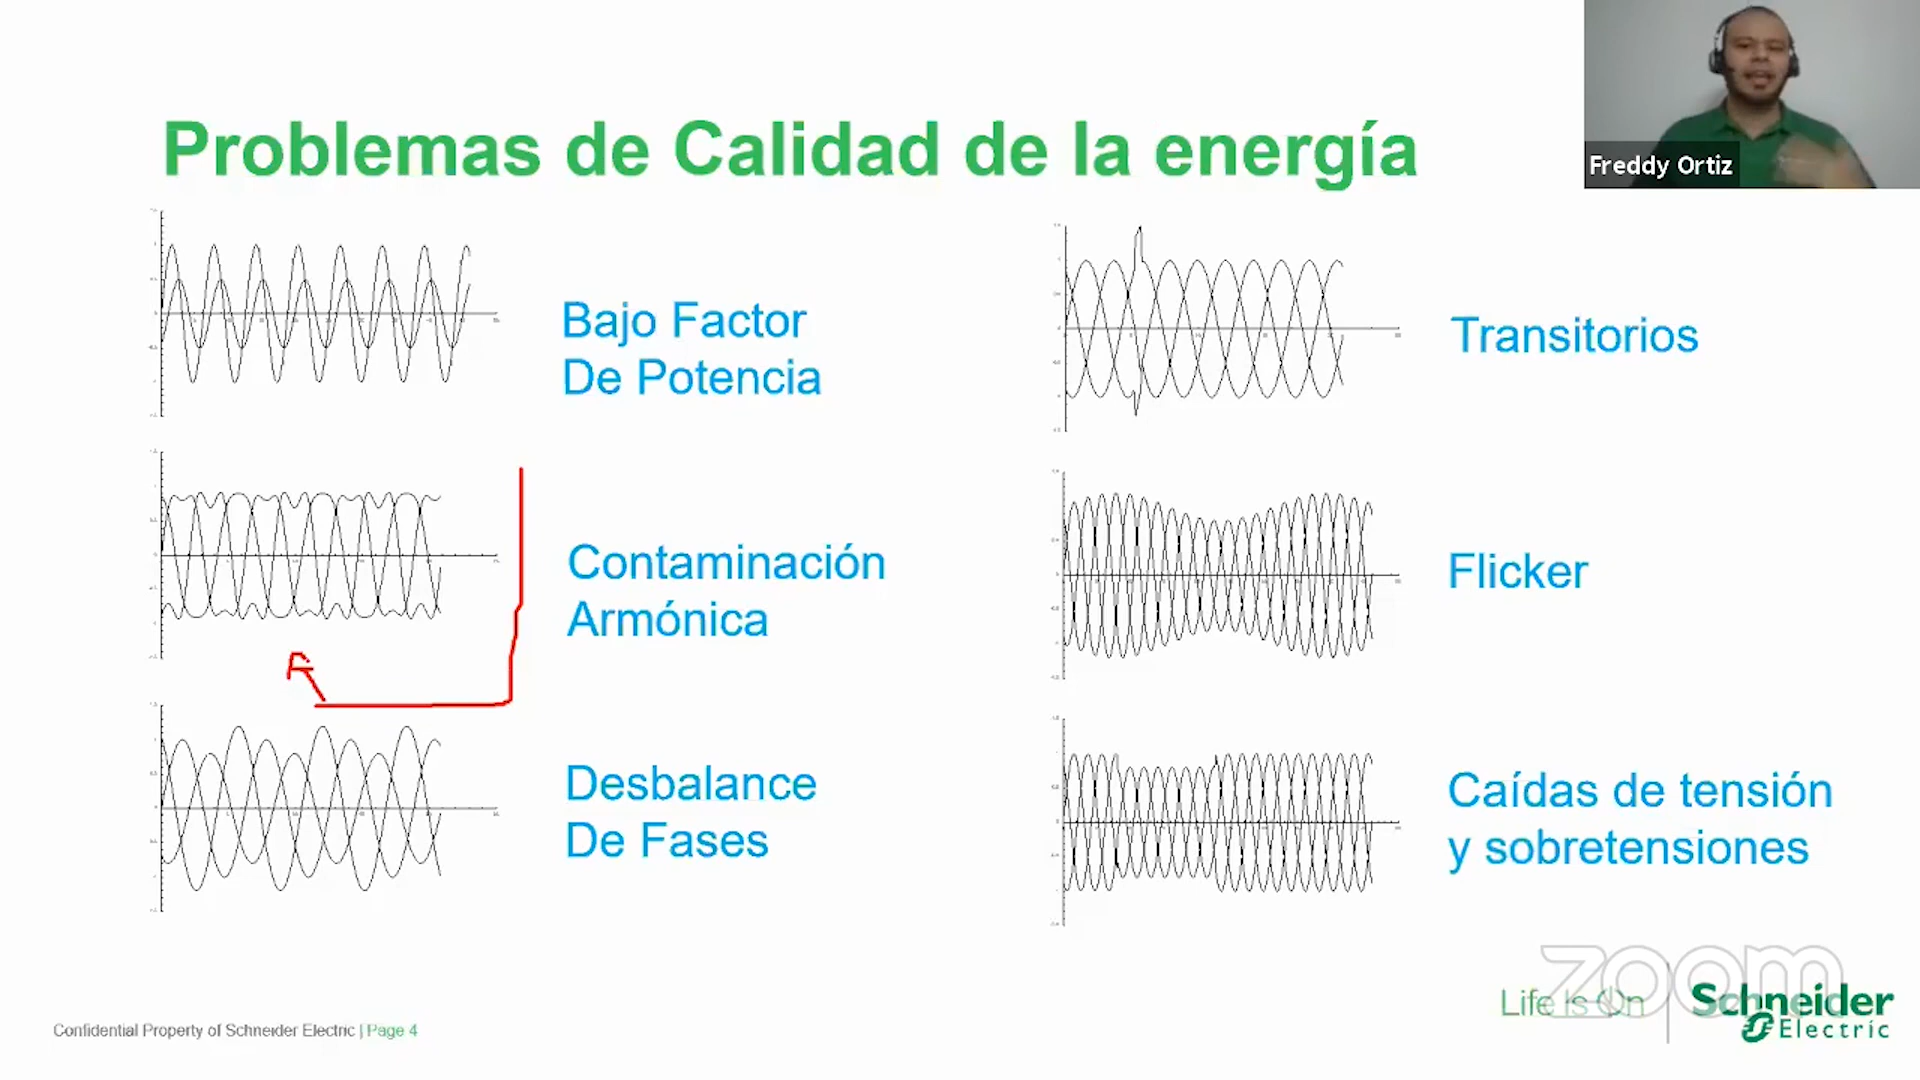 Problemas de Calidad de la energía
Freddy Ortiz
Bajo Factor
De Potencia
Transitorios
Contaminación
Armónica
Flicker
Desbalance
De Fases
Caídas de tensión
y sobretensiones
zoom
Life Is On
Schneider
Electric
Confidential Property of Schneider Electric | Page 4